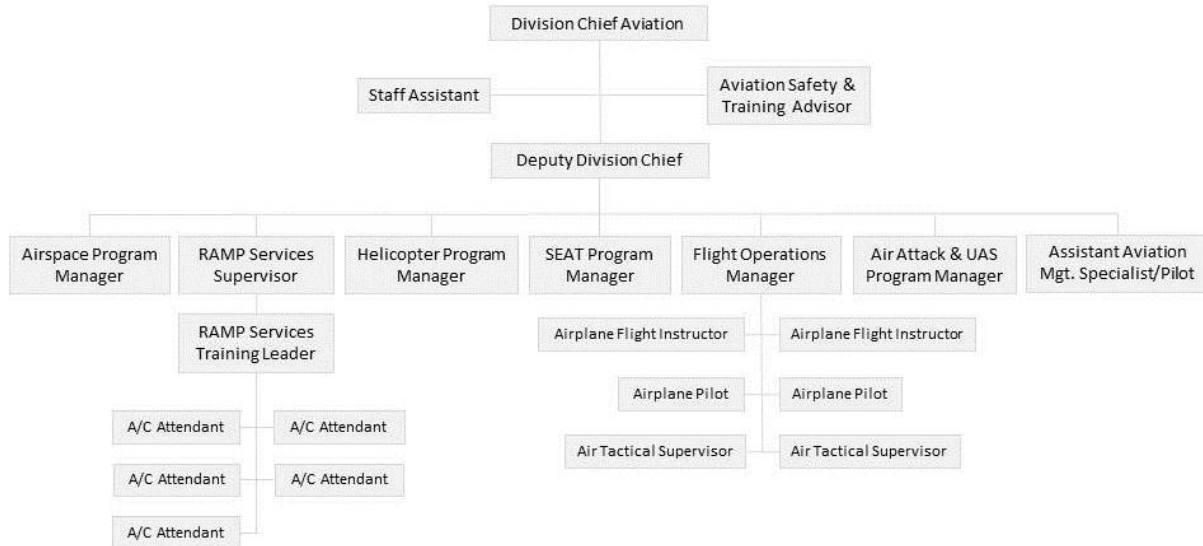 Division Chief Aviation
Staff Assistant
Aviation Safety &
Training Advisor
Deputy Division Chief
Airspace Program
Manager
RAMP Services
Supervisor
Helicopter Program
Manager
SEAT Program
Manager
Flight Operations
Manager
Air Attack & UAS
Program Manager
Assistant Aviation
Mgt. Specialist/Pilot
RAMP Services
Training Leader
A/C Attendant
A/C Attendant
A/C Attendant
A/C Attendant
A/C Attendant
Airplane Flight Instructor
Airplane Flight Instructor
Airplane Pilot
Airplane Pilot
Air Tactical Supervisor
Air Tactical Supervisor